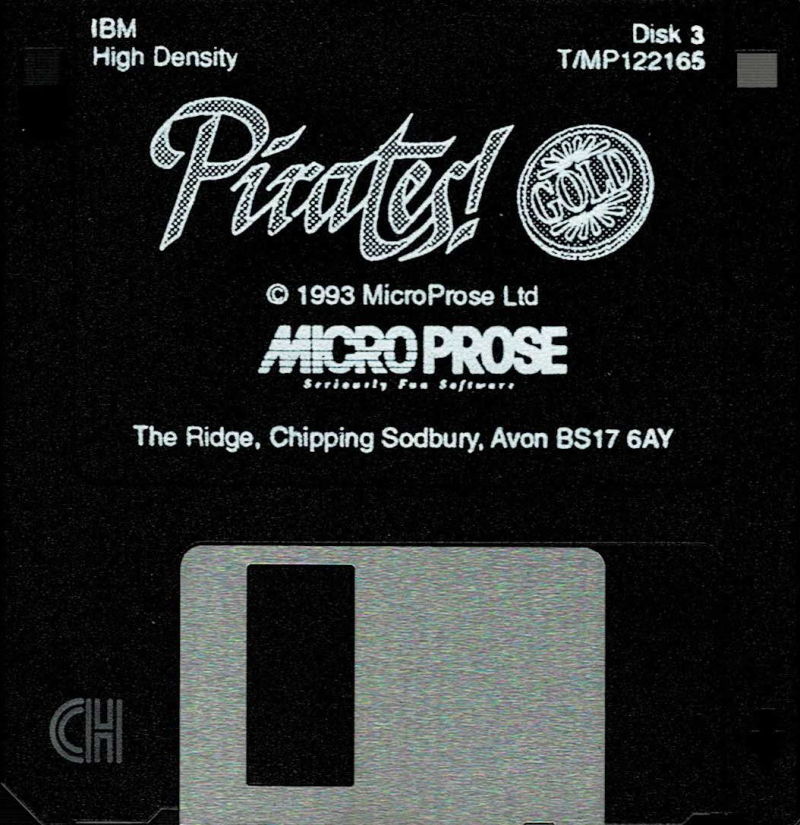 IBM
High Density
Disk 3
T/MP122165
Pirates!
GOLD
© 1993 MicroProse Ltd
MICROPROSE
Seriously Fun Software
The Ridge, Chipping Sodbury, Avon BS17 6AY
CH